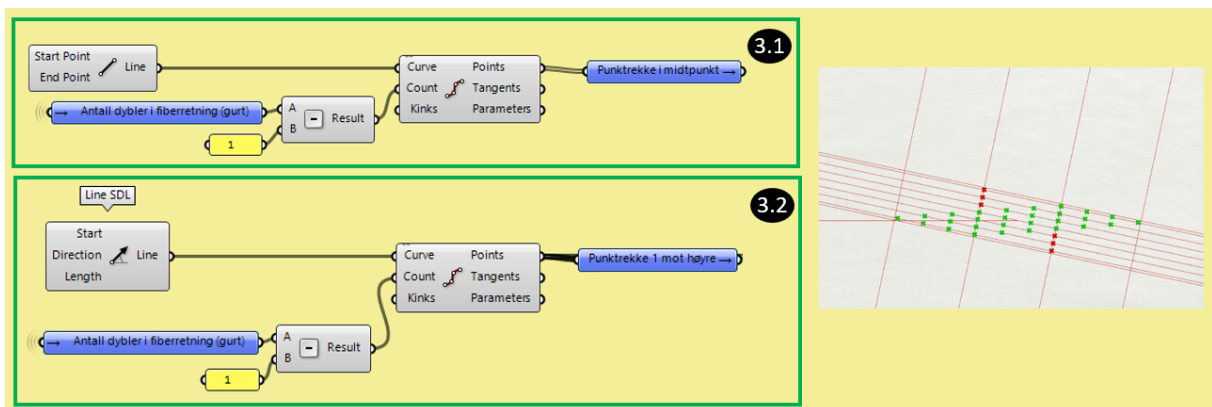 3.1
Start Point
End Point
Line
Curve
Count
Kinks
Points
Tangents
Parameters
Punktrekke i midtpunkt →
→ Antall dybler i fiberretning (gurt)
A
B
–
Result
1
3.2
Line SDL
Start
Direction
Length
Line
Curve
Count
Kinks
Points
Tangents
Parameters
Punktrekke 1 mot høyre →
→ Antall dybler i fiberretning (gurt)
A
B
–
Result
1